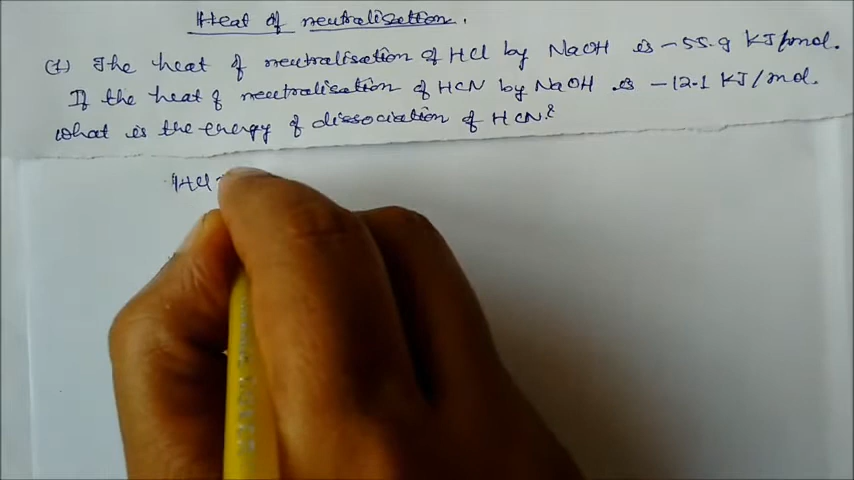 Heat of neutralisation.
(1) The heat of neutralisation of HCl by NaOH is -55.9 KJ/mol.
If the heat of neutralisation of HCN by NaOH is -12.1 KJ/mol.
what is the energy of dissociation of HCN?
HCl